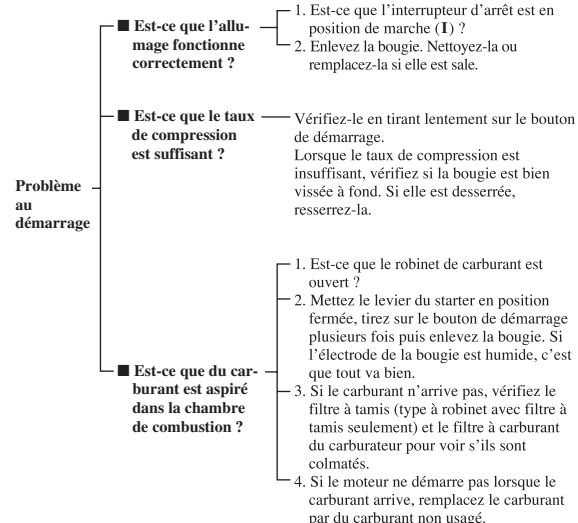 Problème
au
démarrage
■ Est-ce que l'allu-
mage fonctionne
correctement ?
1. Est-ce que l'interrupteur d'arrêt est en
position de marche (I) ?
2. Enlevez la bougie. Nettoyez-la ou
remplacez-la si elle est sale.
■ Est-ce que le taux
de compression
est suffisant ?
Vérifiez-le en tirant lentement sur le bouton
de démarrage.
Lorsque le taux de compression est
insuffisant, vérifiez si la bougie est bien
vissée à fond. Si elle est desserrée,
resserrez-la.
■ Est-ce que du car-
burant est aspiré
dans la chambre
de combustion ?
1. Est-ce que le robinet de carburant est
ouvert ?
2. Mettez le levier du starter en position
fermée, tirez sur le bouton de démarrage
plusieurs fois puis enlevez la bougie. Si
l'électrode de la bougie est humide, c'est
que tout va bien.
3. Si le carburant n'arrive pas, vérifiez le
filtre à tamis (type à robinet avec filtre à
tamis seulement) et le filtre à carburant
du carburateur pour voir s'ils sont
colmatés.
4. Si le moteur ne démarre pas lorsque le
carburant arrive, remplacez le carburant
par du carburant non usagé.